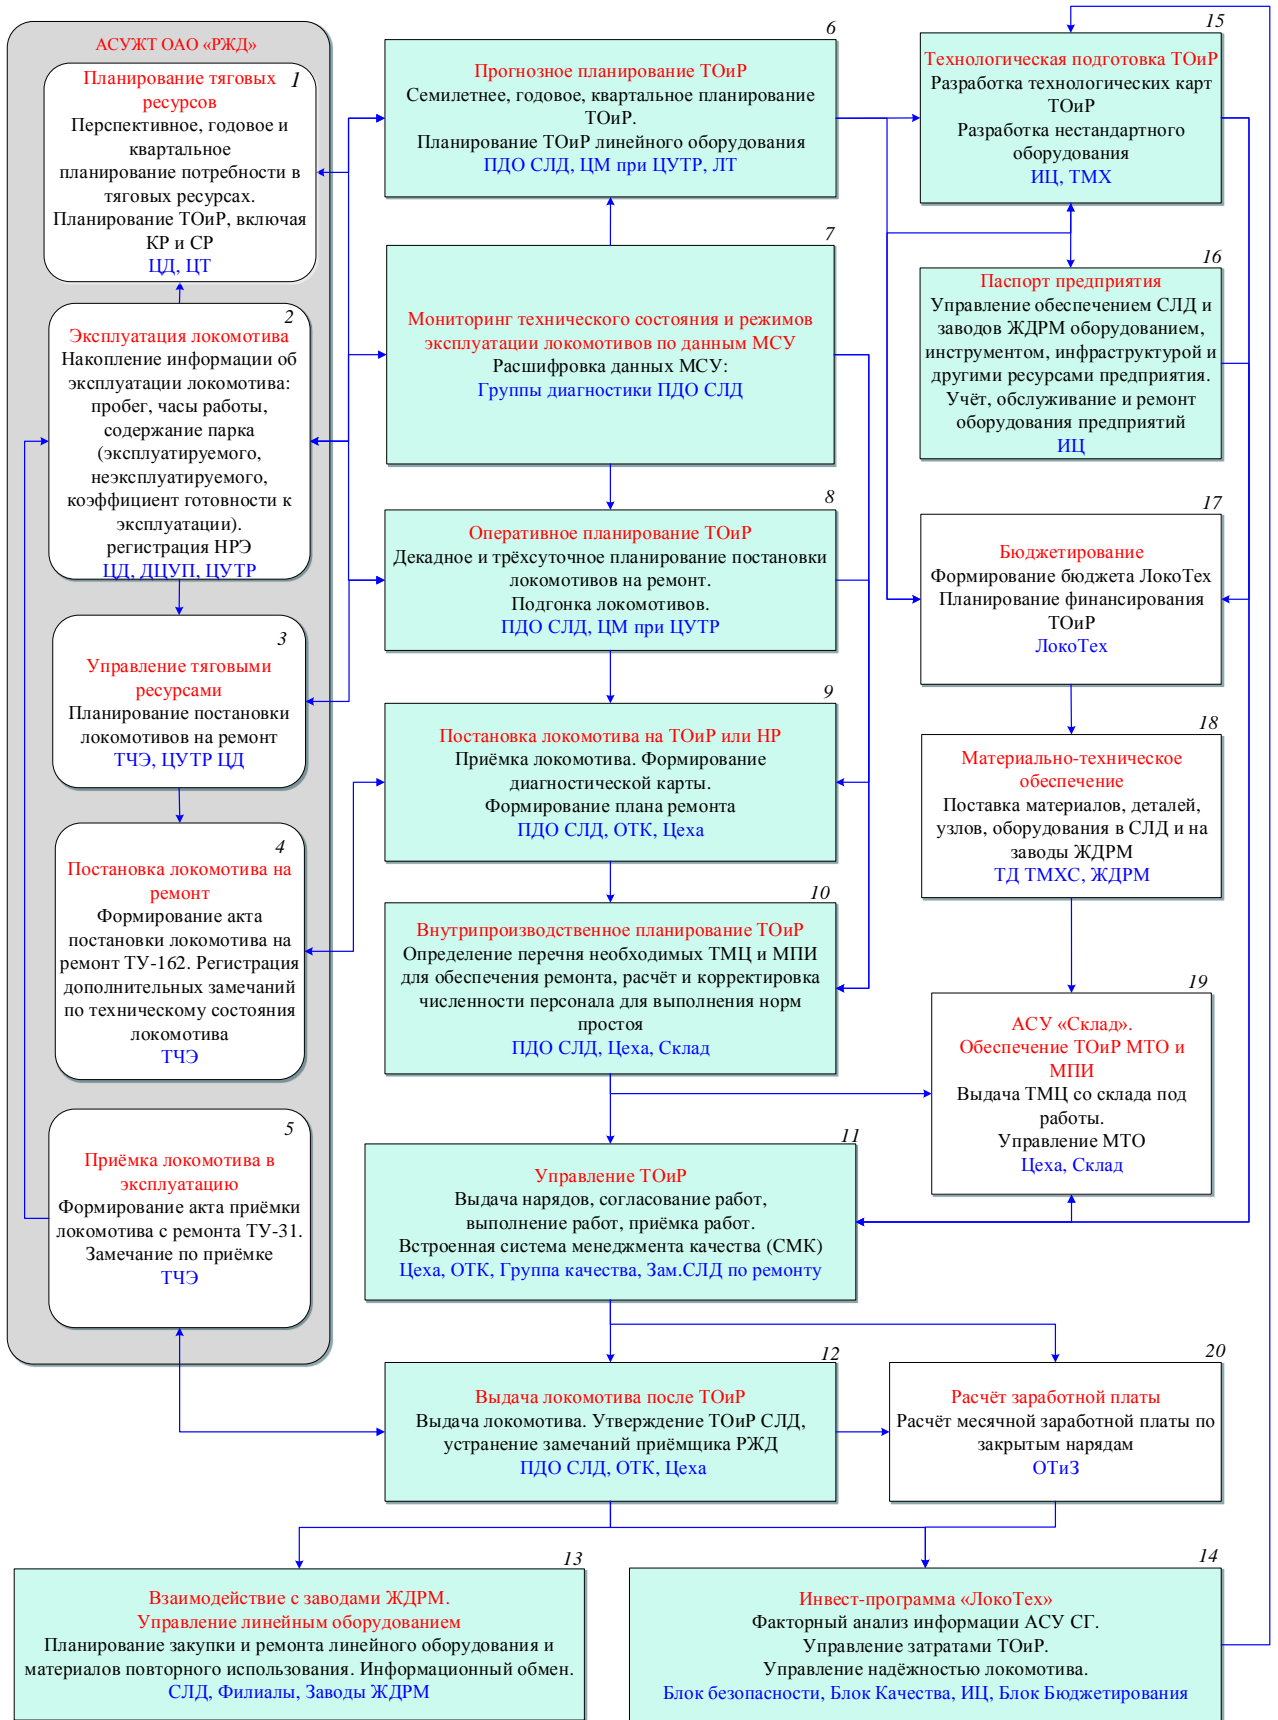 АСУЖТ ОАО «РЖД»
1
Планирование тяговых
ресурсов
Перспективное, годовое и
квартальное
планирование потребности в
тяговых ресурсах.
Планирование ТОиР, включая
КР и СР
ЦД, ЦТ
2
Эксплуатация локомотива
Накопление информации об
эксплуатации локомотива:
пробег, часы работы,
содержание парка
(эксплуатируемого,
неэксплуатируемого,
коэффициент готовности к
эксплуатации).
регистрация НРЭ
ЦД, ДЦУП, ЦУТР
3
Управление тяговыми
ресурсами
Планирование постановки
локомотивов на ремонт
ТЧЭ, ЦУТР ЦД
4
Постановка локомотива на
ремонт
Формирование акта
постановки локомотива на
ремонт ТУ-162. Регистрация
дополнительных замечаний
по техническому состояния
локомотива
ТЧЭ
5
Приёмка локомотива в
эксплуатацию
Формирование акта приёмки
локомотива с ремонта ТУ-31.
Замечание по приёмке
ТЧЭ
6
Прогнозное планирование ТОиР
Семилетнее, годовое, квартальное планирование
ТОиР.
Планирование ТОиР линейного оборудования
ПДО СЛД, ЦМ при ЦУТР, ЛТ
7
Мониторинг технического состояния и режимов
эксплуатации локомотивов по данным МСУ
Расшифровка данных МСУ:
Группы диагностики ПДО СЛД
8
Оперативное планирование ТОиР
Декадное и трёхсуточное планирование постановки
локомотивов на ремонт.
Подгонка локомотивов.
ПДО СЛД, ЦМ при ЦУТР
9
Постановка локомотива на ТОиР или НР
Приёмка локомотива. Формирование
диагностической карты.
Формирование плана ремонта
ПДО СЛД, ОТК, Цеха
10
Внутрипроизводственное планирование ТОиР
Определение перечня необходимых ТМЦ и МПИ
для обеспечения ремонта, расчёт и корректировка
численности персонала для выполнения норм
простоя
ПДО СЛД, Цеха, Склад
11
Управление ТОиР
Выдача нарядов, согласование работ,
выполнение работ, приёмка работ.
Встроенная система менеджмента качества (СМК)
Цеха, ОТК, Группа качества, Зам.СЛД по ремонту
12
Выдача локомотива после ТОиР
Выдача локомотива. Утверждение ТОиР СЛД,
устранение замечаний приёмщика РЖД
ПДО СЛД, ОТК, Цеха
13
Взаимодействие с заводами ЖДРМ.
Управление линейным оборудованием
Планирование закупки и ремонта линейного оборудования и
материалов повторного использования. Информационный обмен.
СЛД, Филиалы, Заводы ЖДРМ
14
Инвест-программа «ЛокоТех»
Факторный анализ информации АСУ СГ.
Управление затратами ТОиР.
Управление надёжностью локомотива.
Блок безопасности, Блок Качества, ИЦ, Блок Бюджетирования
15
Технологическая подготовка ТОиР
Разработка технологических карт
ТОиР
Разработка нестандартного
оборудования
ИЦ, ТМХ
16
Паспорт предприятия
Управление обеспечением СЛД и
заводов ЖДРМ оборудованием,
инструментом, инфраструктурой и
другими ресурсами предприятия.
Учёт, обслуживание и ремонт
оборудования предприятий
ИЦ
17
Бюджетирование
Формирование бюджета ЛокоТех
Планирование финансирования
ТОиР
ЛокоТех
18
Материально-техническое
обеспечение
Поставка материалов, деталей,
узлов, оборудования в СЛД и на
заводы ЖДРМ
ТД ТМХС, ЖДРМ
19
АСУ «Склад».
Обеспечение ТОиР МТО и
МПИ
Выдача ТМЦ со склада под
работы.
Управление МТО
Цеха, Склад
20
Расчёт заработной платы
Расчёт месячной заработной платы по
закрытым нарядам
ОТиЗ